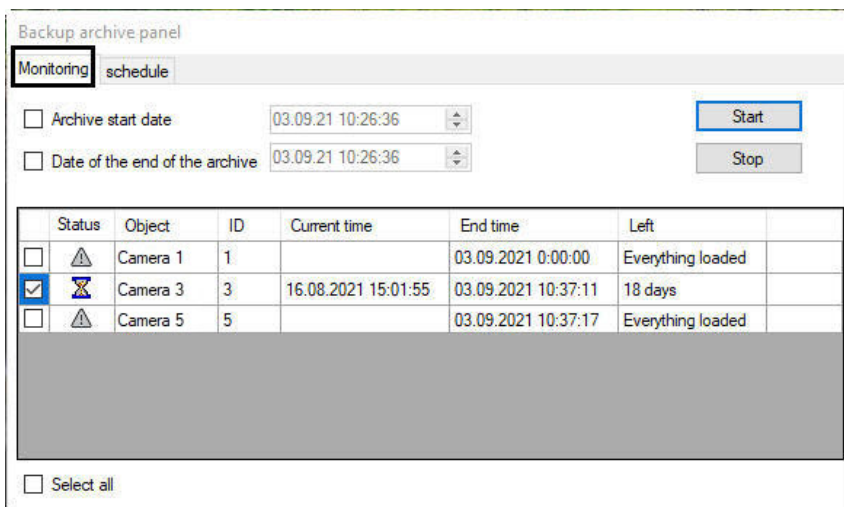 Backup archive panel
Monitoring schedule
Archive start date 03.09.21 10:26:36 Start
Date of the end of the archive 03.09.21 10:26:36 Stop
Status Object ID Current time End time Left
Camera 1 1 03.09.2021 0:00:00 Everything loaded
Camera 3 3 16.08.2021 15:01:55 03.09.2021 10:37:11 18 days
Camera 5 5 03.09.2021 10:37:17 Everything loaded
Select all